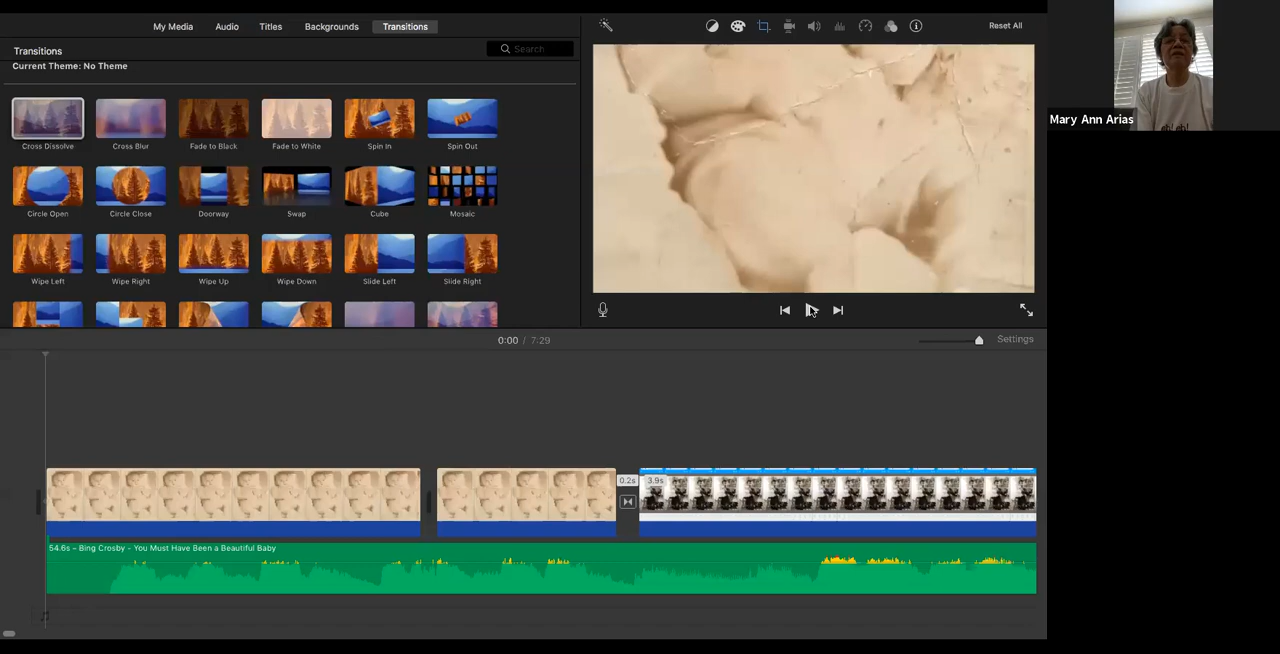 My Media Audio Titles Backgrounds Transitions
Reset All
Transitions
Search
Current Theme: No Theme
Cross Dissolve Cross Blur Fade to Black Fade to White Spin In Spin Out
Circle Open Circle Close Doorway Swap Cube Mosaic
Wipe Left Wipe Right Wipe Up Wipe Down Slide Left Slide Right
Mary Ann Arias
0:00 / 7:29
Settings
0.2s
3.9s
54.6s – Bing Crosby - You Must Have Been a Beautiful Baby